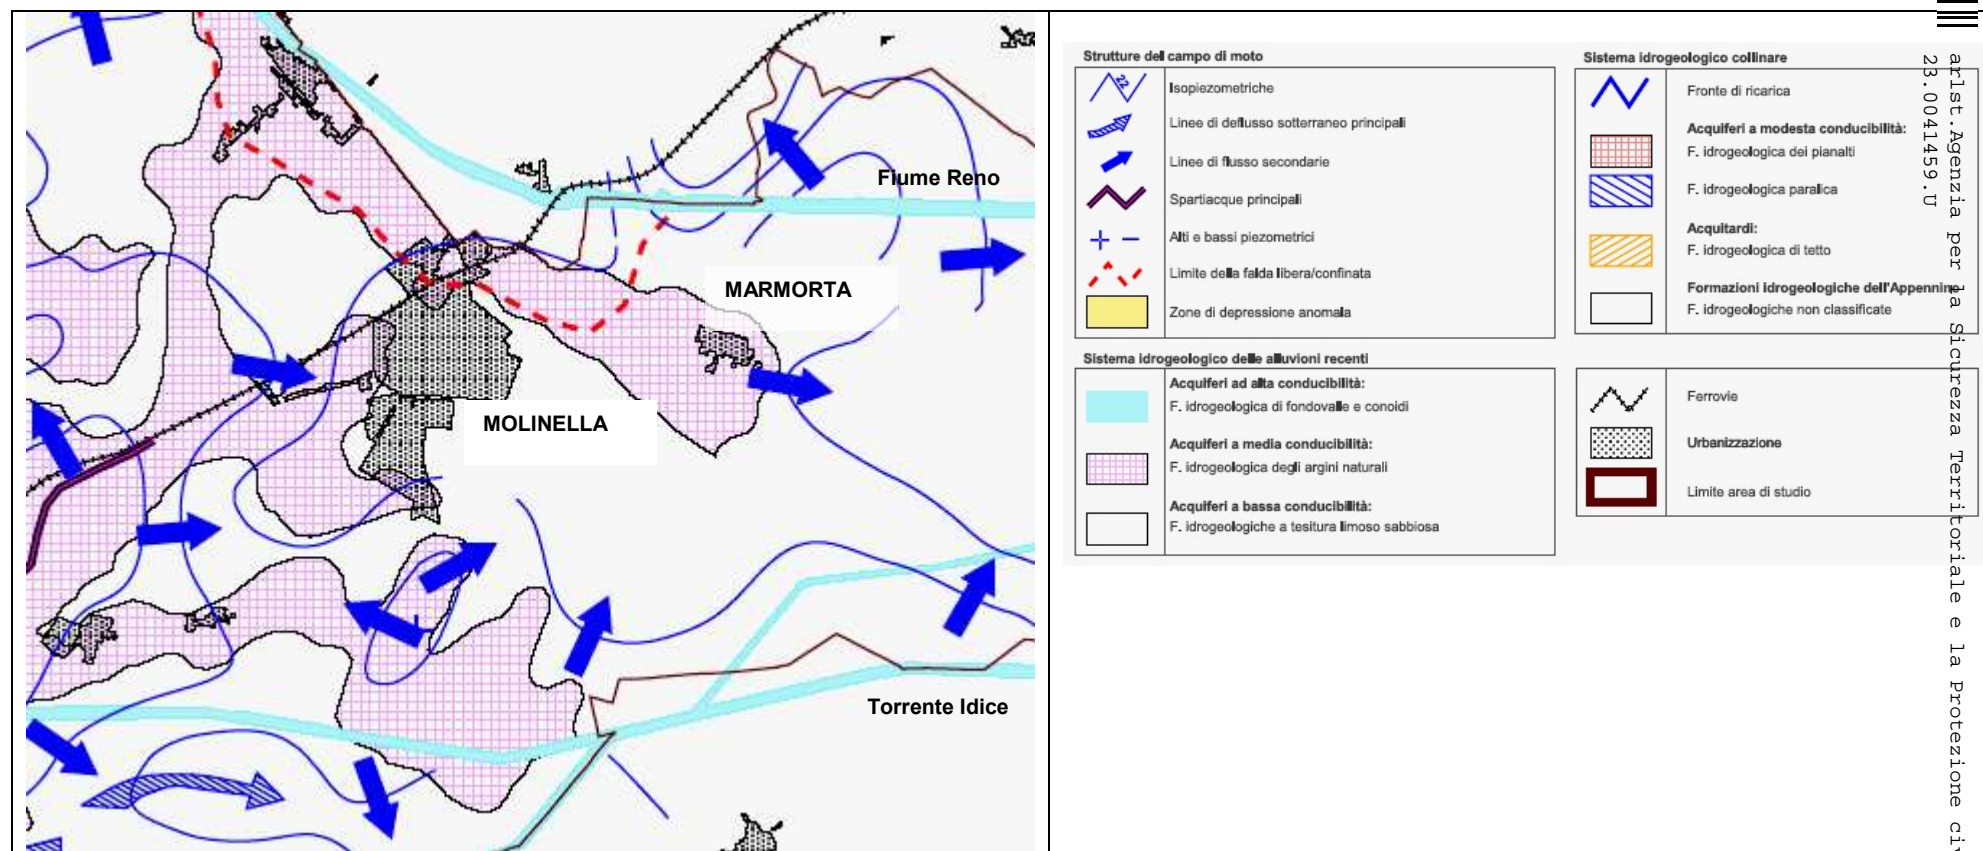 Fiume Reno
MARMORTA
MOLINELLA
Torrente Idice
Strutture del campo di moto
22
Isopiezometriche
Linee di deflusso sotterraneo principali
Linee di flusso secondarie
Spartiacque principali
Alti e bassi piezometrici
Limite della falda libera/confinata
Zone di depressione anomala
Sistema idrogeologico delle alluvioni recenti
Acquiferi ad alta conducibilità:
F. idrogeologica di fondovalle e conoidi
Acquiferi a media conducibilità:
F. idrogeologica degli argini naturali
Acquiferi a bassa conducibilità:
F. idrogeologiche a tesitura limoso sabbiosa
Sistema idrogeologico collinare
Fronte di ricarica
Acquiferi a modesta conducibilità:
F. idrogeologica dei pianalti
F. idrogeologica paralica
Acquitardi:
F. idrogeologica di tetto
Formazioni idrogeologiche dell'Appennino
F. idrogeologiche non classificate
Ferrovie
Urbanizzazione
Limite area di studio
arlst.Agenzia per la Sicurezza Territoriale e la Protezione
23.0041459.U